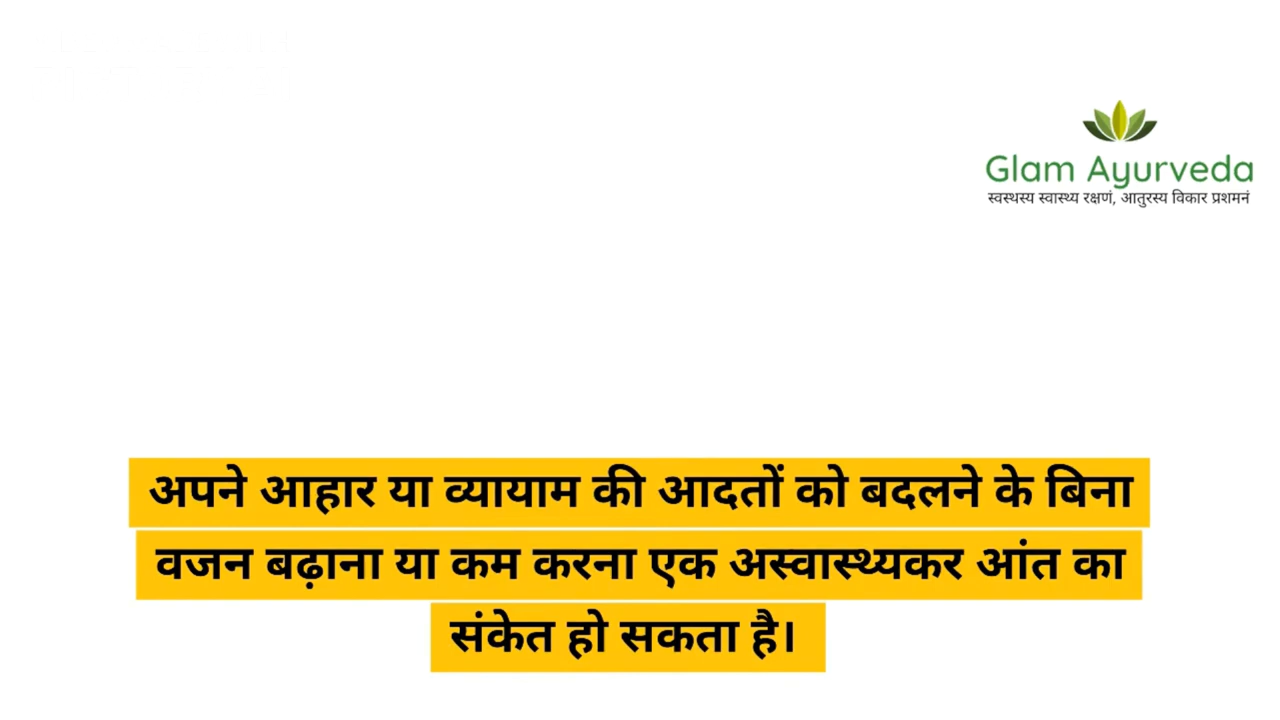 Glam Ayurveda
स्वस्थस्य स्वास्थ्य रक्षणं, आतुरस्य विकार प्रशमनं
अपने आहार या व्यायाम की आदतों को बदलने के बिना
वजन बढ़ाना या कम करना एक अस्वास्थ्यकर आंत का
संकेत हो सकता है।